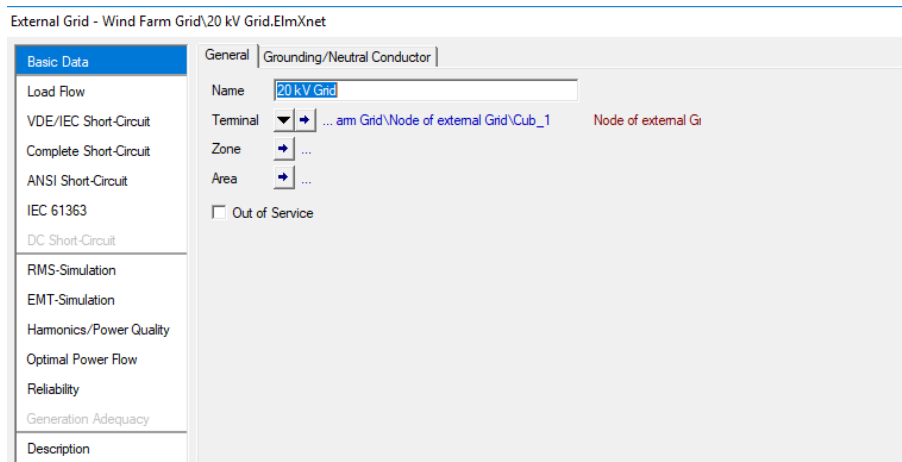 External Grid - Wind Farm Grid\20 kV Grid.ElmXnet
Basic Data
Load Flow
VDE/IEC Short-Circuit
Complete Short-Circuit
ANSI Short-Circuit
IEC 61363
DC Short-Circuit
RMS-Simulation
EMT-Simulation
Harmonics/Power Quality
Optimal Power Flow
Reliability
Generation Adequacy
Description
General Grounding/Neutral Conductor
Name 20 kV Grid
Terminal ... arm Grid\Node of external Grid\Cub_1 Node of external Gr
Zone ...
Area ...
Out of Service